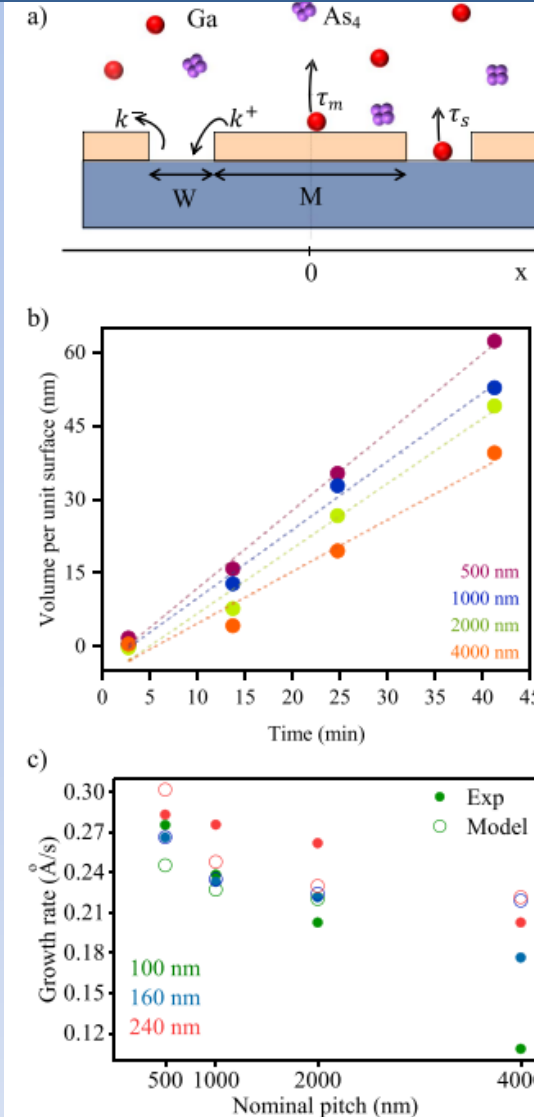 a)
Ga As₄
k⁻ k⁺ τₘ τₛ
W M
0 x
b)
Volume per unit surface (nm)
60
45
30
15
0
500 nm
1000 nm
2000 nm
4000 nm
0 5 10 15 20 25 30 35 40 45
Time (min)
c)
Growth rate (Å/s)
0.30
0.27
0.24
0.21
0.18
0.12
Exp
Model
100 nm
160 nm
240 nm
500 1000 2000 4000
Nominal pitch (nm)